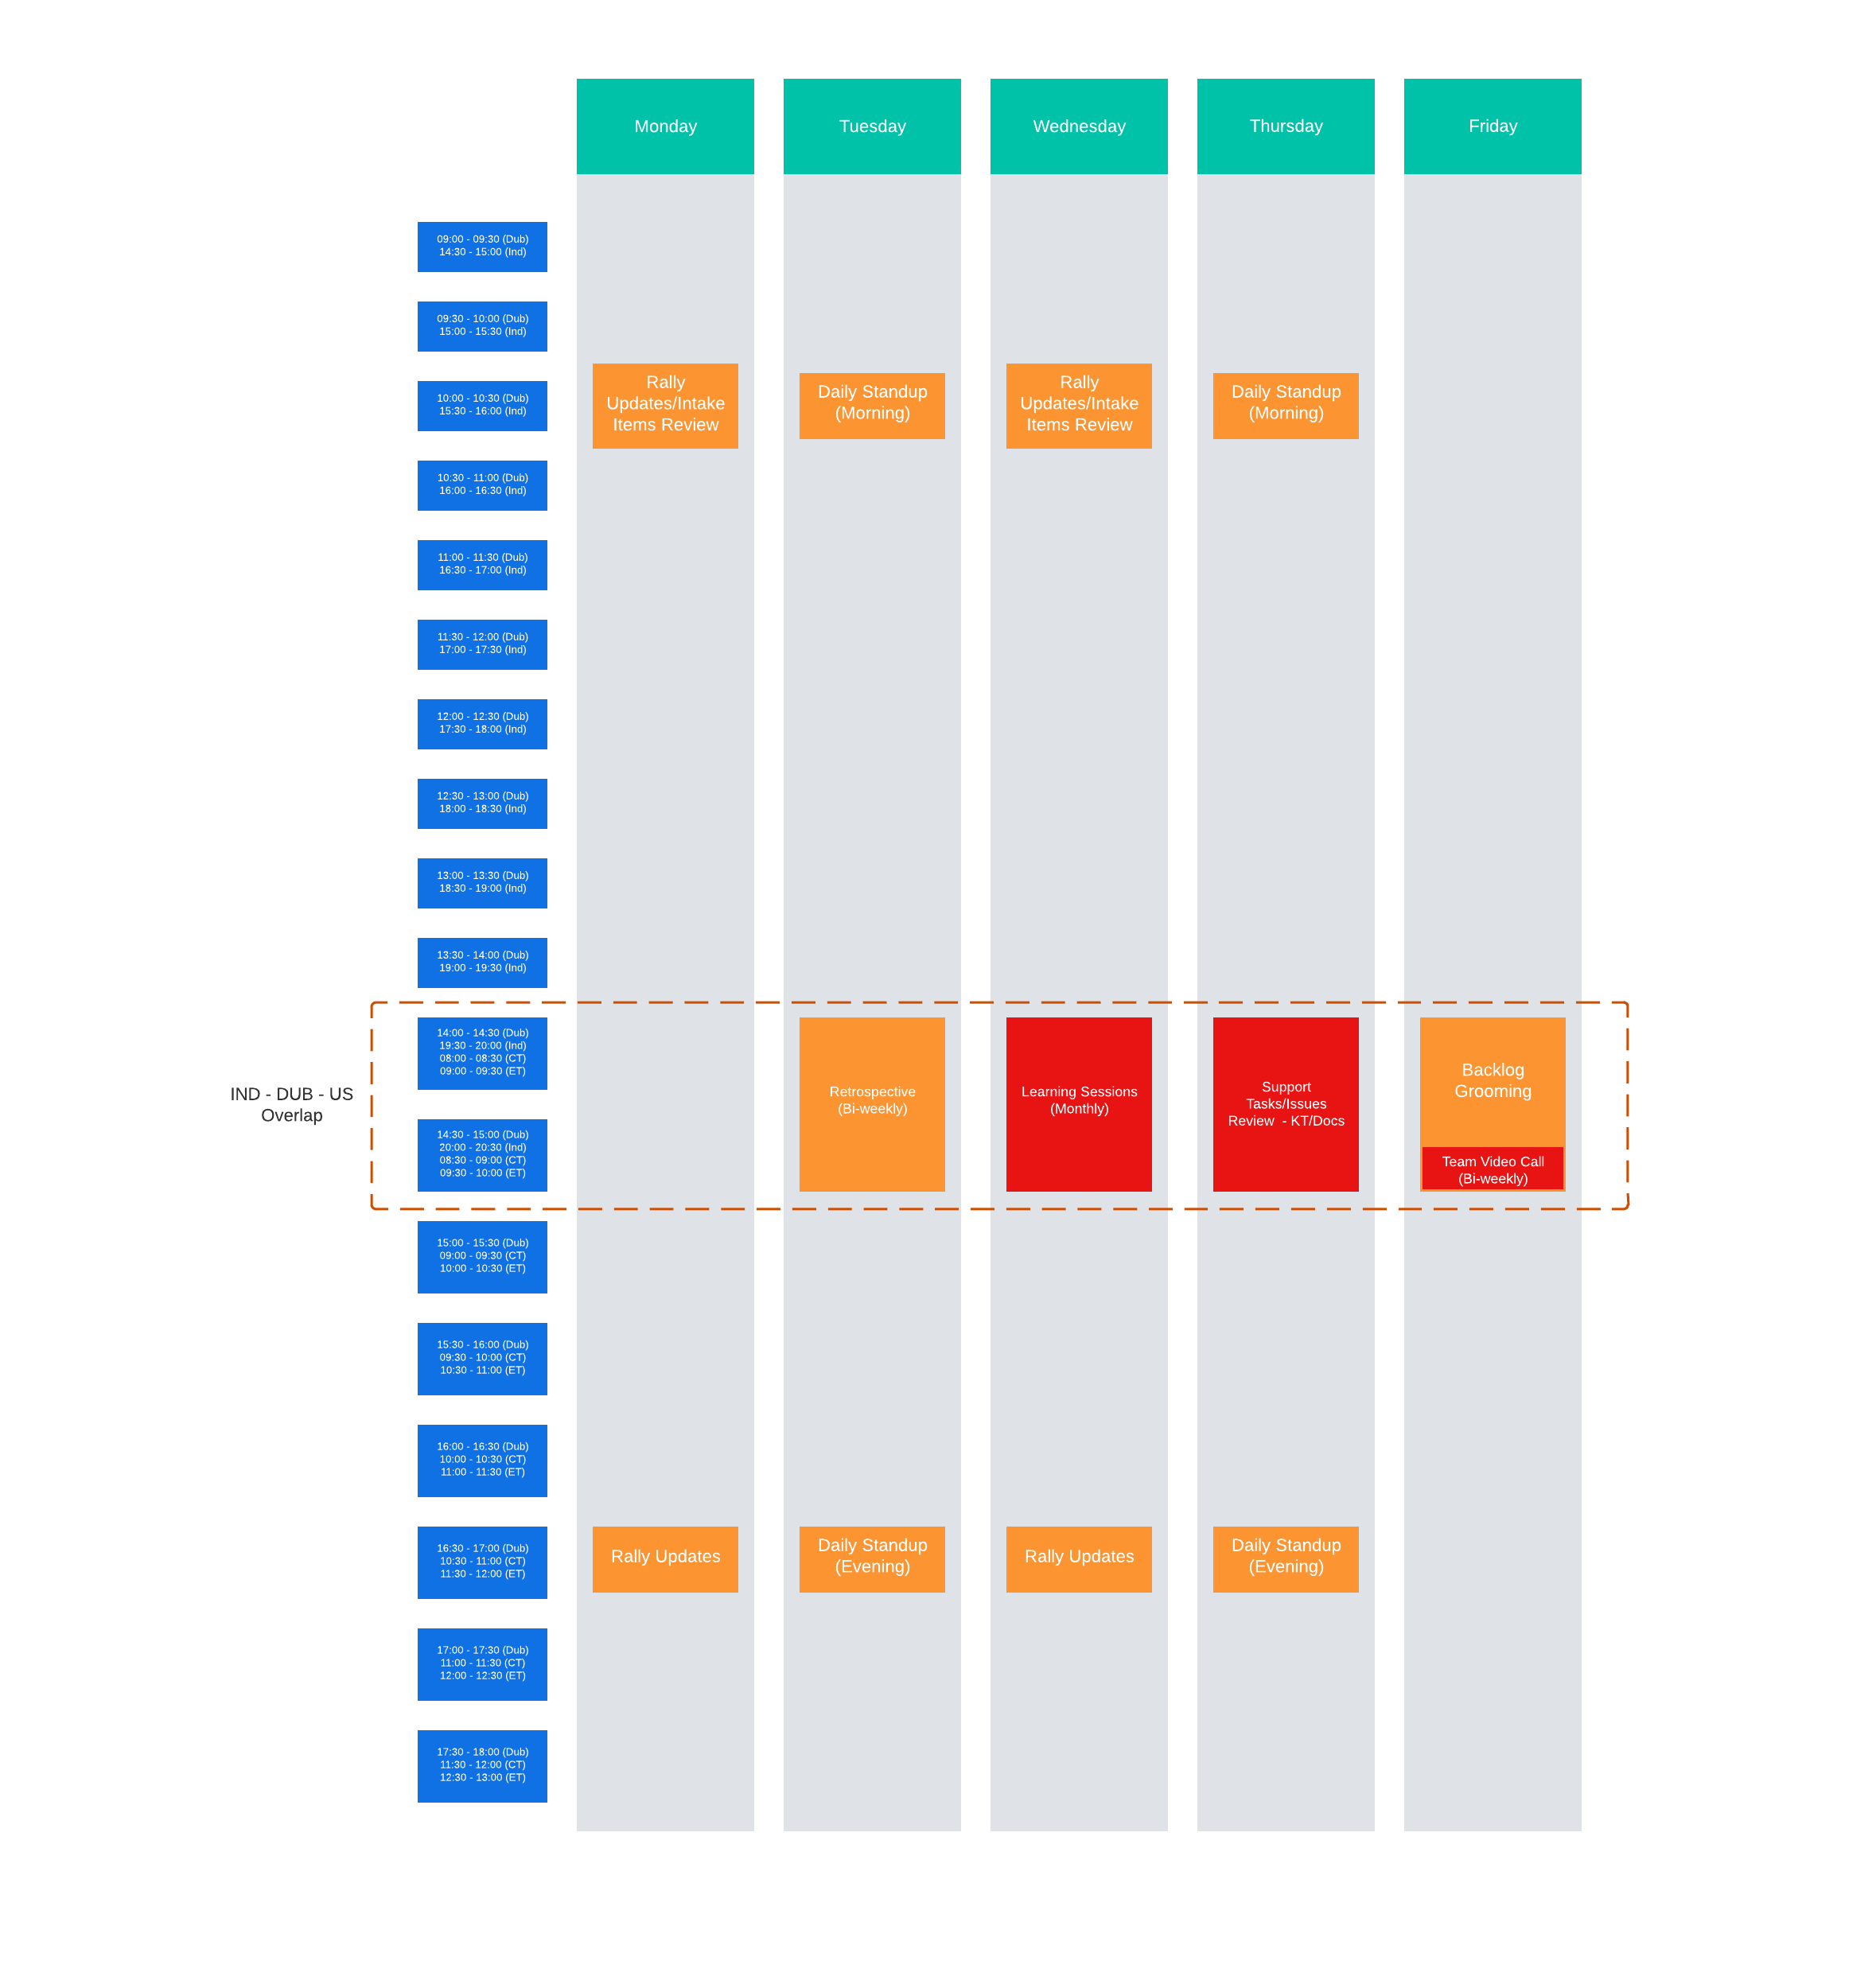 Monday
Tuesday
Wednesday
Thursday
Friday
09:00 - 09:30 (Dub)
14:30 - 15:00 (Ind)
09:30 - 10:00 (Dub)
15:00 - 15:30 (Ind)
10:00 - 10:30 (Dub)
15:30 - 16:00 (Ind)
Rally
Updates/Intake
Items Review
Daily Standup
(Morning)
Rally
Updates/Intake
Items Review
Daily Standup
(Morning)
10:30 - 11:00 (Dub)
16:00 - 16:30 (Ind)
11:00 - 11:30 (Dub)
16:30 - 17:00 (Ind)
11:30 - 12:00 (Dub)
17:00 - 17:30 (Ind)
12:00 - 12:30 (Dub)
17:30 - 18:00 (Ind)
12:30 - 13:00 (Dub)
18:00 - 18:30 (Ind)
13:00 - 13:30 (Dub)
18:30 - 19:00 (Ind)
13:30 - 14:00 (Dub)
19:00 - 19:30 (Ind)
IND - DUB - US
Overlap
14:00 - 14:30 (Dub)
19:30 - 20:00 (Ind)
08:00 - 08:30 (CT)
09:00 - 09:30 (ET)
14:30 - 15:00 (Dub)
20:00 - 20:30 (Ind)
08:30 - 09:00 (CT)
09:30 - 10:00 (ET)
Retrospective
(Bi-weekly)
Learning Sessions
(Monthly)
Support
Tasks/Issues
Review - KT/Docs
Backlog
Grooming
Team Video Call
(Bi-weekly)
15:00 - 15:30 (Dub)
09:00 - 09:30 (CT)
10:00 - 10:30 (ET)
15:30 - 16:00 (Dub)
09:30 - 10:00 (CT)
10:30 - 11:00 (ET)
16:00 - 16:30 (Dub)
10:00 - 10:30 (CT)
11:00 - 11:30 (ET)
16:30 - 17:00 (Dub)
10:30 - 11:00 (CT)
11:30 - 12:00 (ET)
Rally Updates
Daily Standup
(Evening)
Rally Updates
Daily Standup
(Evening)
17:00 - 17:30 (Dub)
11:00 - 11:30 (CT)
12:00 - 12:30 (ET)
17:30 - 18:00 (Dub)
11:30 - 12:00 (CT)
12:30 - 13:00 (ET)